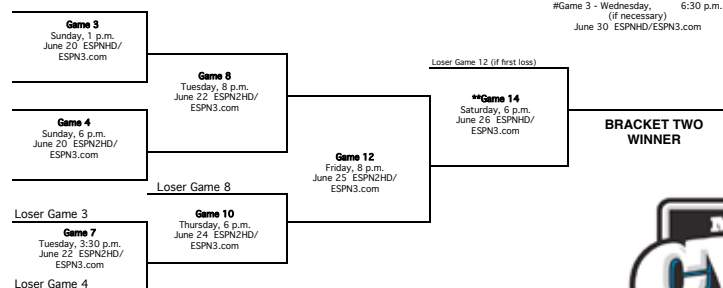 #Game 3 - Wednesday, 6:30 p.m.
(if necessary)
June 30 ESPNHD/ESPN3.com
Game 3
Sunday, 1 p.m.
June 20 ESPNHD/
ESPN3.com
Game 8
Tuesday, 8 p.m.
June 22 ESPN2HD/
ESPN3.com
Loser Game 12 (if first loss)
**Game 14
Saturday, 6 p.m.
June 26 ESPNHD/
ESPN3.com
BRACKET TWO
WINNER
Game 4
Sunday, 6 p.m.
June 20 ESPN2HD/
ESPN3.com
Game 12
Friday, 8 p.m.
June 25 ESPN2HD/
ESPN3.com
Loser Game 8
Loser Game 3
Game 10
Thursday, 6 p.m.
June 24 ESPN2HD/
ESPN3.com
Game 7
Tuesday, 3:30 p.m.
June 22 ESPN2HD/
ESPN3.com
Loser Game 4